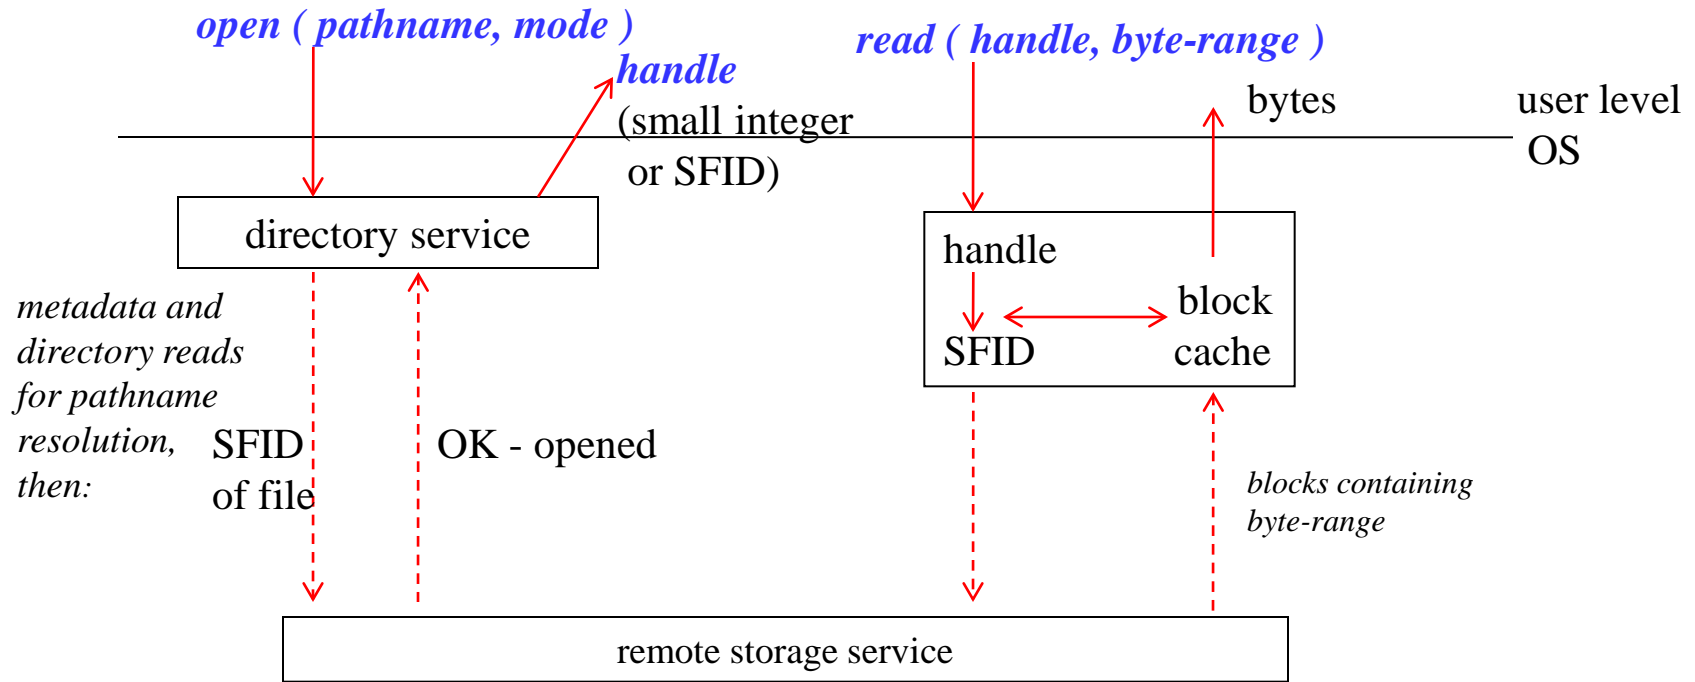 open ( pathname, mode )
handle
(small integer
or SFID)
read ( handle, byte-range )
bytes
user level
OS
directory service
handle
SFID
block
cache
metadata and
directory reads
for pathname
resolution,
then:
SFID
of file
OK - opened
blocks containing
byte-range
remote storage service